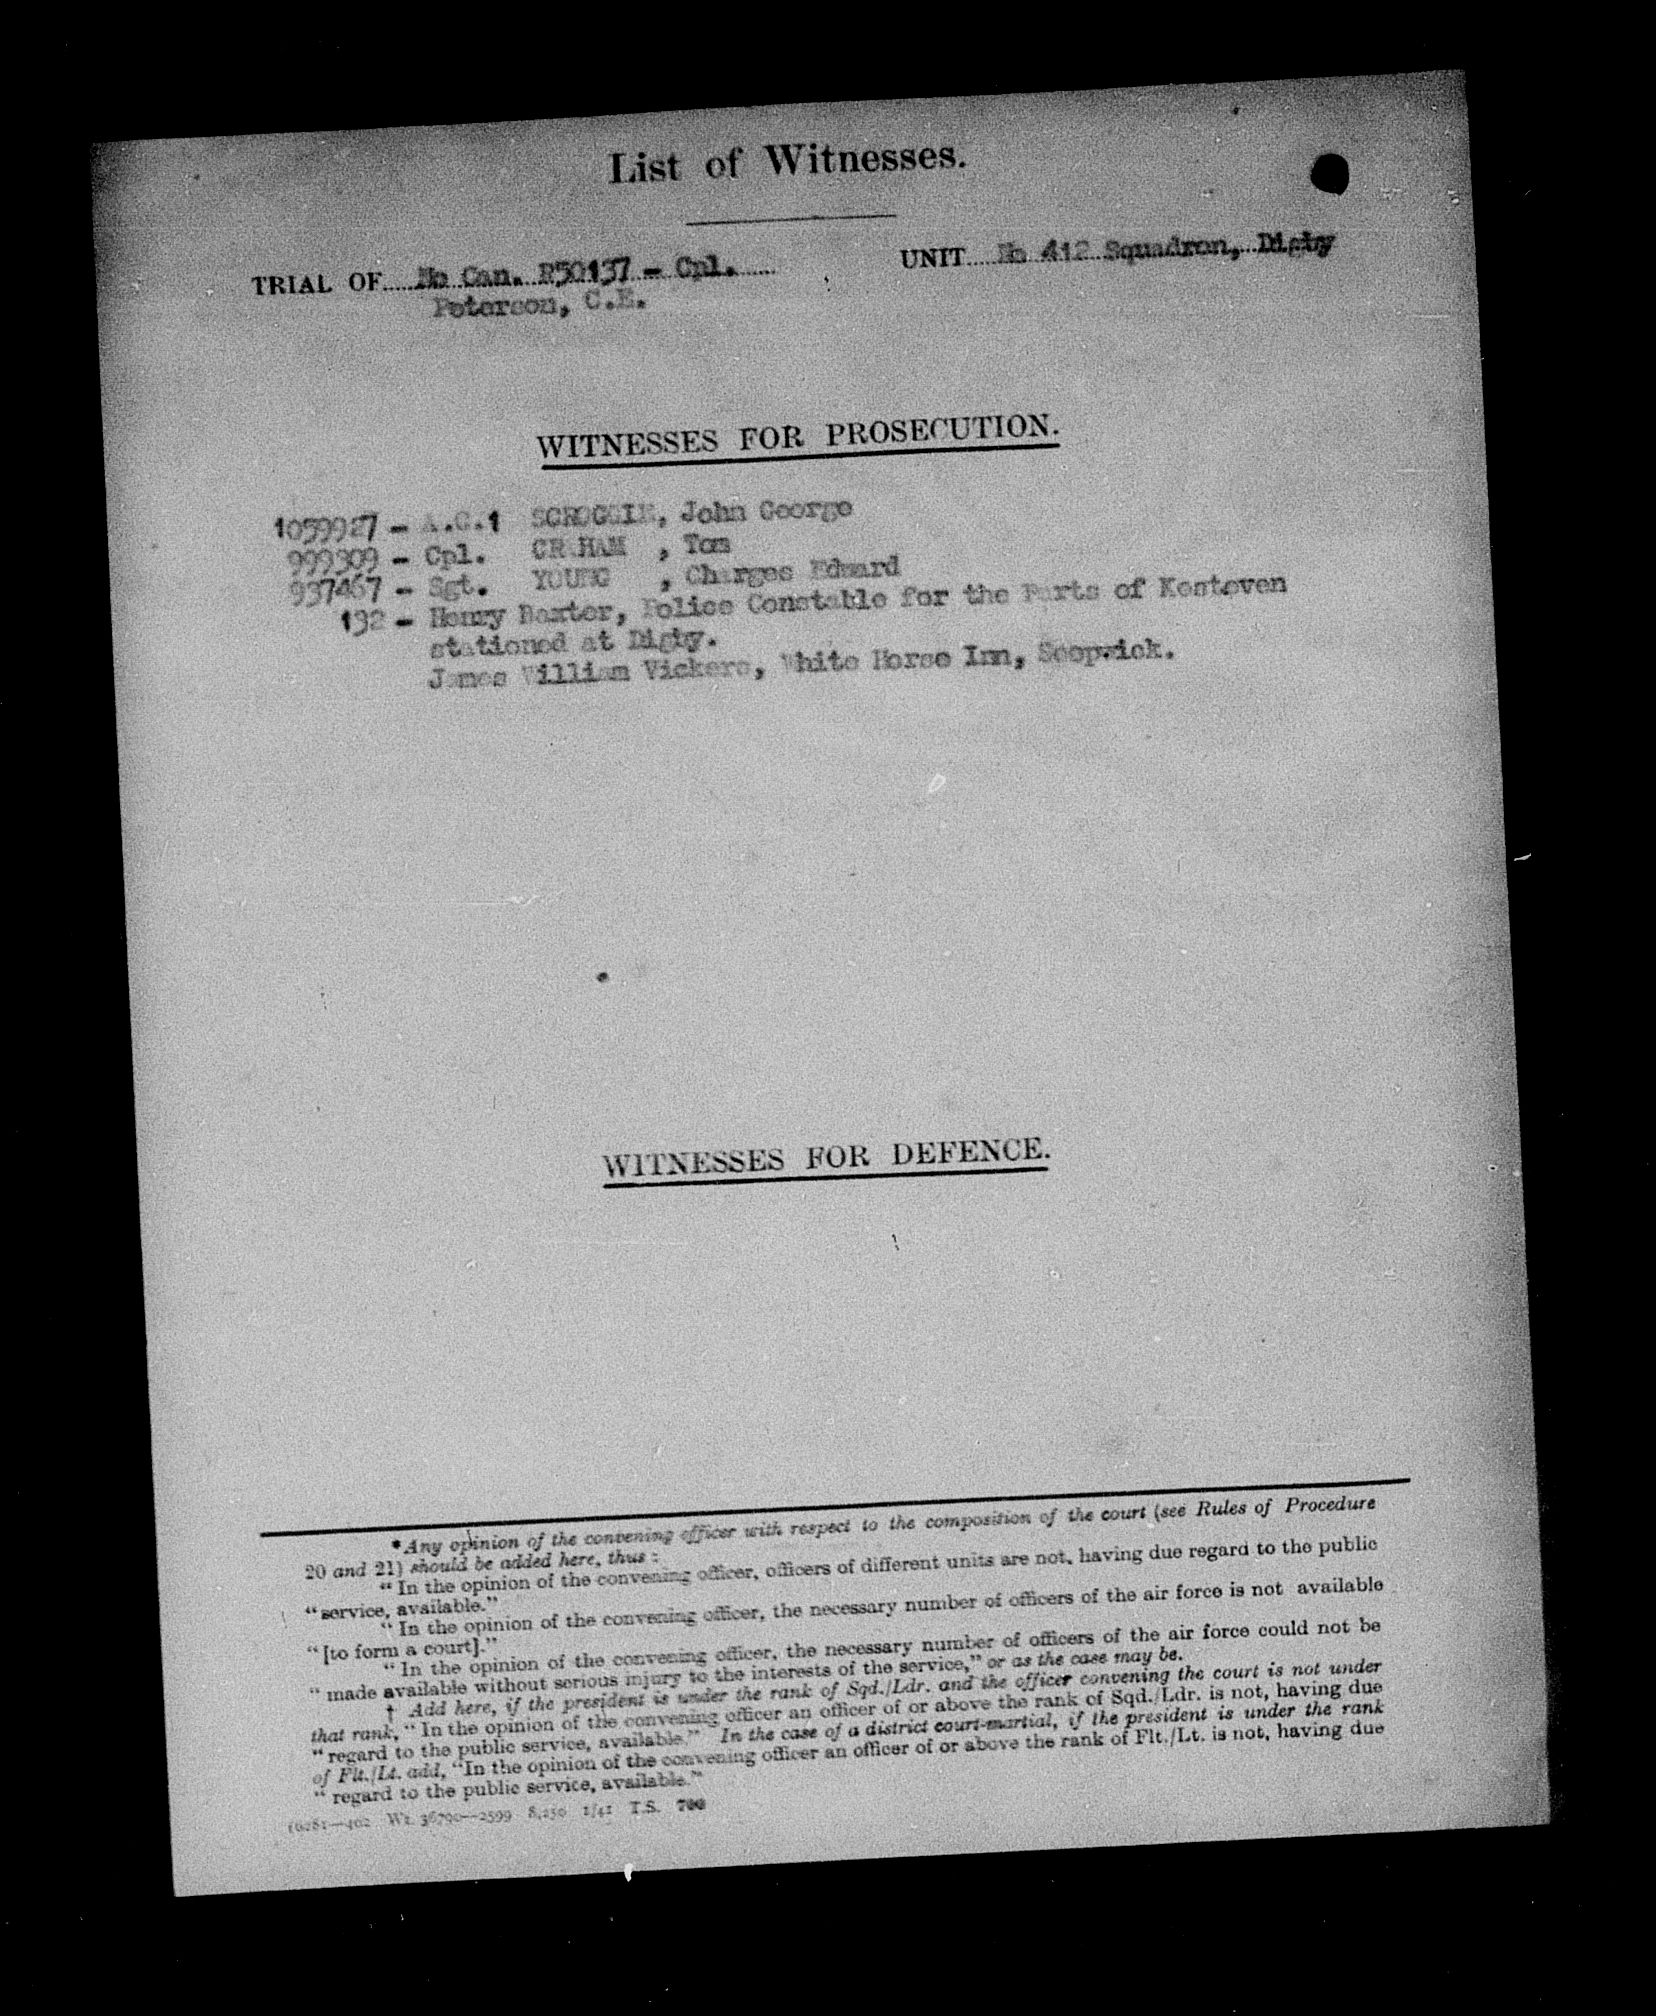 List of Witnesses.
TRIAL OF No Can. R50137 - Cpl. UNIT No 412 Squadron, Digby
Peterson, C.E.
WITNESSES FOR PROSECUTION.
1059927 - A.C.1 SCROGGIE, John George
999309 - Cpl. GRAHAM , Tom
937467 - Sgt. YOUNG , Charges Edward
192 - Henry Baxter, Police Constable for the Parts of Kesteven
stationed at Digby.
James William Vickers, White Horse Inn, Scopwick.
WITNESSES FOR DEFENCE.
*Any opinion of the convening officer with respect to the composition of the court (see Rules of Procedure
20 and 21) should be added here, thus :
“ In the opinion of the convening officer, officers of different units are not, having due regard to the public
“ service, available.”
“ In the opinion of the convening officer, the necessary number of officers of the air force is not available
“ [to form a court].”
“ In the opinion of the convening officer, the necessary number of officers of the air force could not be
“ made available without serious injury to the interests of the service,” or as the case may be.
† Add here, if the president is under the rank of Sqd./Ldr. and the officer convening the court is not under
that rank, “ In the opinion of the convening officer an officer of or above the rank of Sqd./Ldr. is not, having due
“ regard to the public service, available.” In the case of a district court-martial, if the president is under the rank
of Flt./Lt. add, “In the opinion of the convening officer an officer of or above the rank of Flt./Lt. is not, having due
“ regard to the public service, available.”
Wt. 36790—2599 8,250 1/41 T.S. 700